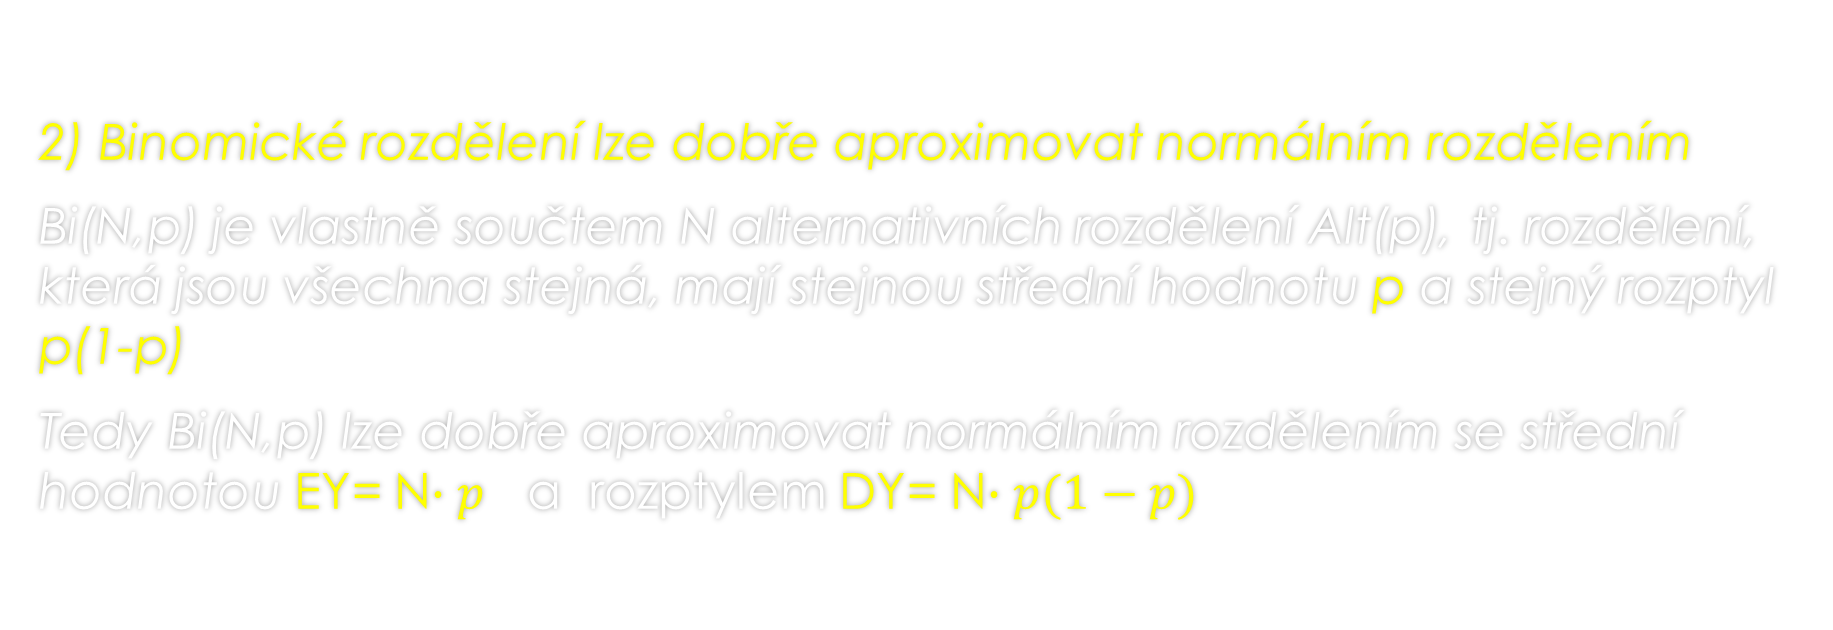 2) Binomické rozdělení lze dobře aproximovat normálním rozdělením
Bi(N,p) je vlastně součtem N alternativních rozdělení Alt(p), tj. rozdělení,
která jsou všechna stejná, mají stejnou střední hodnotu p a stejný rozptyl
p(1-p)
Tedy Bi(N,p) lze dobře aproximovat normálním rozdělením se střední
hodnotou EY= N· p a rozptylem DY= N· p(1 − p)